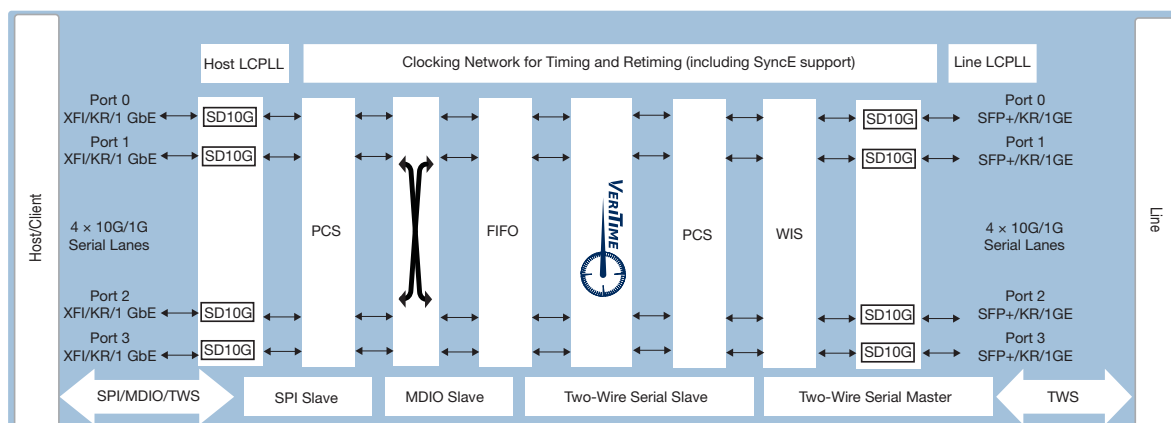 Host/Client
Host LCPLL
Clocking Network for Timing and Retiming (including SyncE support)
Line LCPLL
Port 0
XFI/KR/1 GbE
SD10G
Port 1
XFI/KR/1 GbE
SD10G
4 × 10G/1G
Serial Lanes
Port 2
XFI/KR/1 GbE
SD10G
Port 3
XFI/KR/1 GbE
SD10G
PCS
FIFO
VERITIME
PCS
WIS
SD10G
Port 0
SFP+/KR/1GE
SD10G
Port 1
SFP+/KR/1GE
4 × 10G/1G
Serial Lanes
SD10G
Port 2
SFP+/KR/1GE
SD10G
Port 3
SFP+/KR/1GE
Line
SPI/MDIO/TWS
SPI Slave
MDIO Slave
Two-Wire Serial Slave
Two-Wire Serial Master
TWS